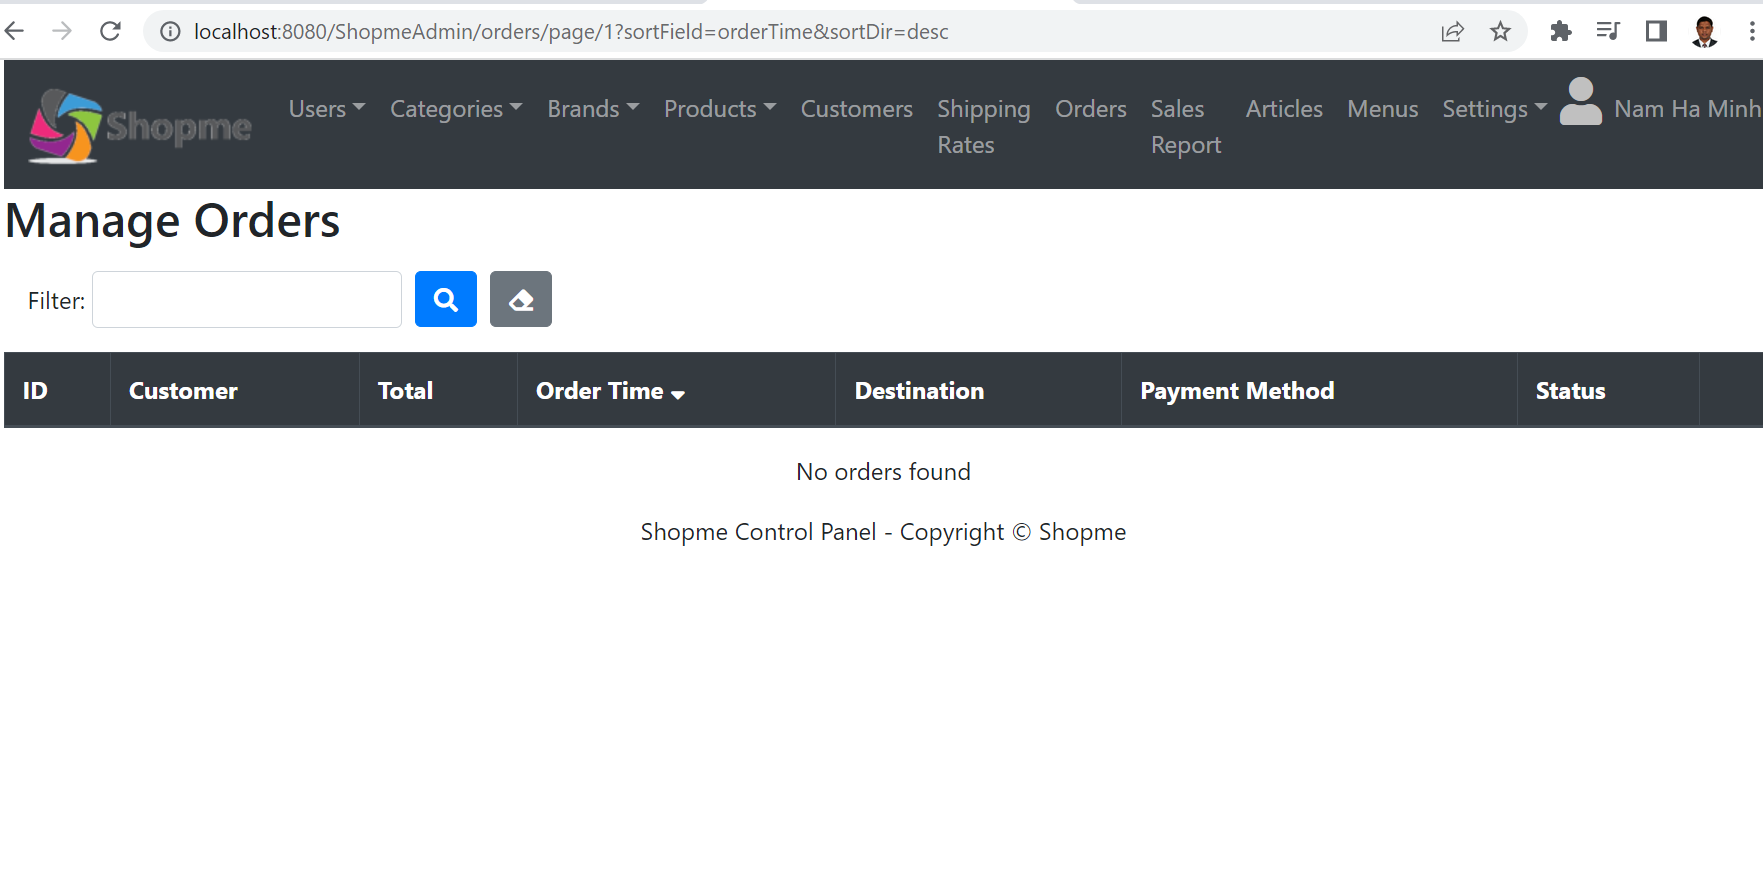 localhost:8080/ShopmeAdmin/orders/page/1?sortField=orderTime&sortDir=desc
Shopme Users Categories Brands Products Customers Shipping Rates Orders Sales Report Articles Menus Settings Nam Ha Minh
Manage Orders
Filter:
ID Customer Total Order Time Destination Payment Method Status
No orders found
Shopme Control Panel - Copyright © Shopme